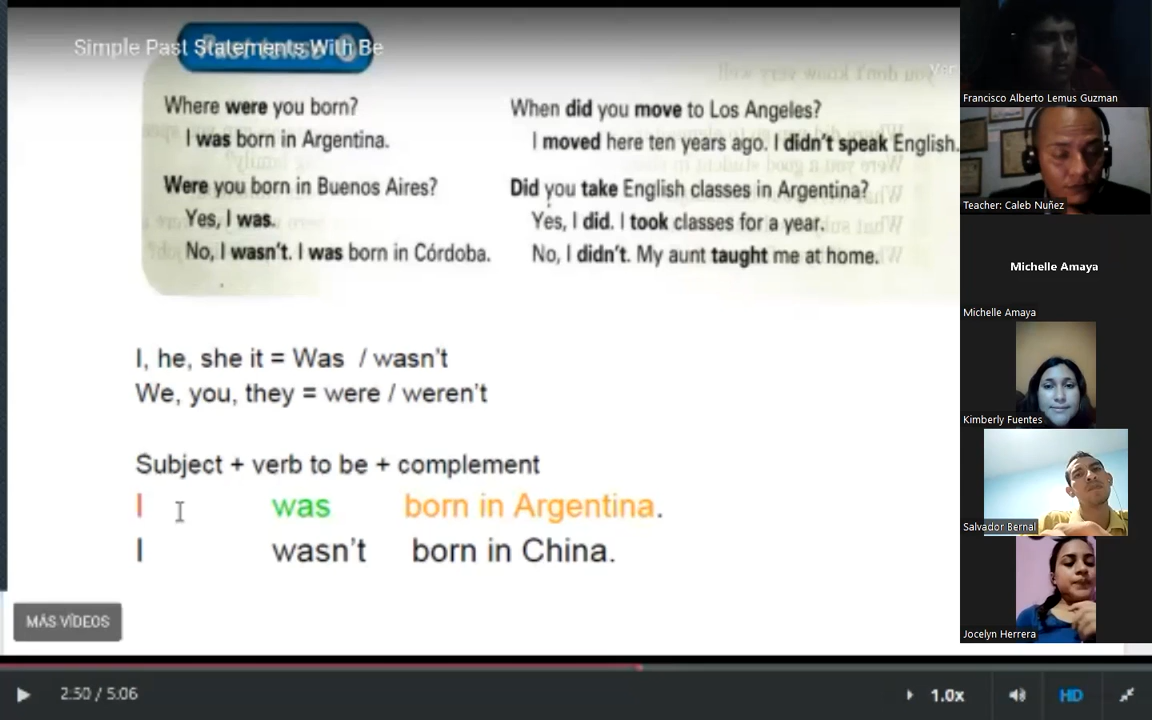 Simple Past Statements With Be
Where were you born?
I was born in Argentina.
Were you born in Buenos Aires?
Yes, I was.
No, I wasn't. I was born in Córdoba.
When did you move to Los Angeles?
I moved here ten years ago. I didn't speak English.
Did you take English classes in Argentina?
Yes, I did. I took classes for a year.
No, I didn't. My aunt taught me at home.
I, he, she it = Was / wasn't
We, you, they = were / weren't
Subject + verb to be + complement
I was born in Argentina.
I wasn't born in China.
MÁS VÍDEOS
2:50 / 5:06
1.0x
HD
Francisco Alberto Lemus Guzman
Teacher: Caleb Nuñez
Michelle Amaya
Michelle Amaya
Kimberly Fuentes
Salvador Bernal
Jocelyn Herrera